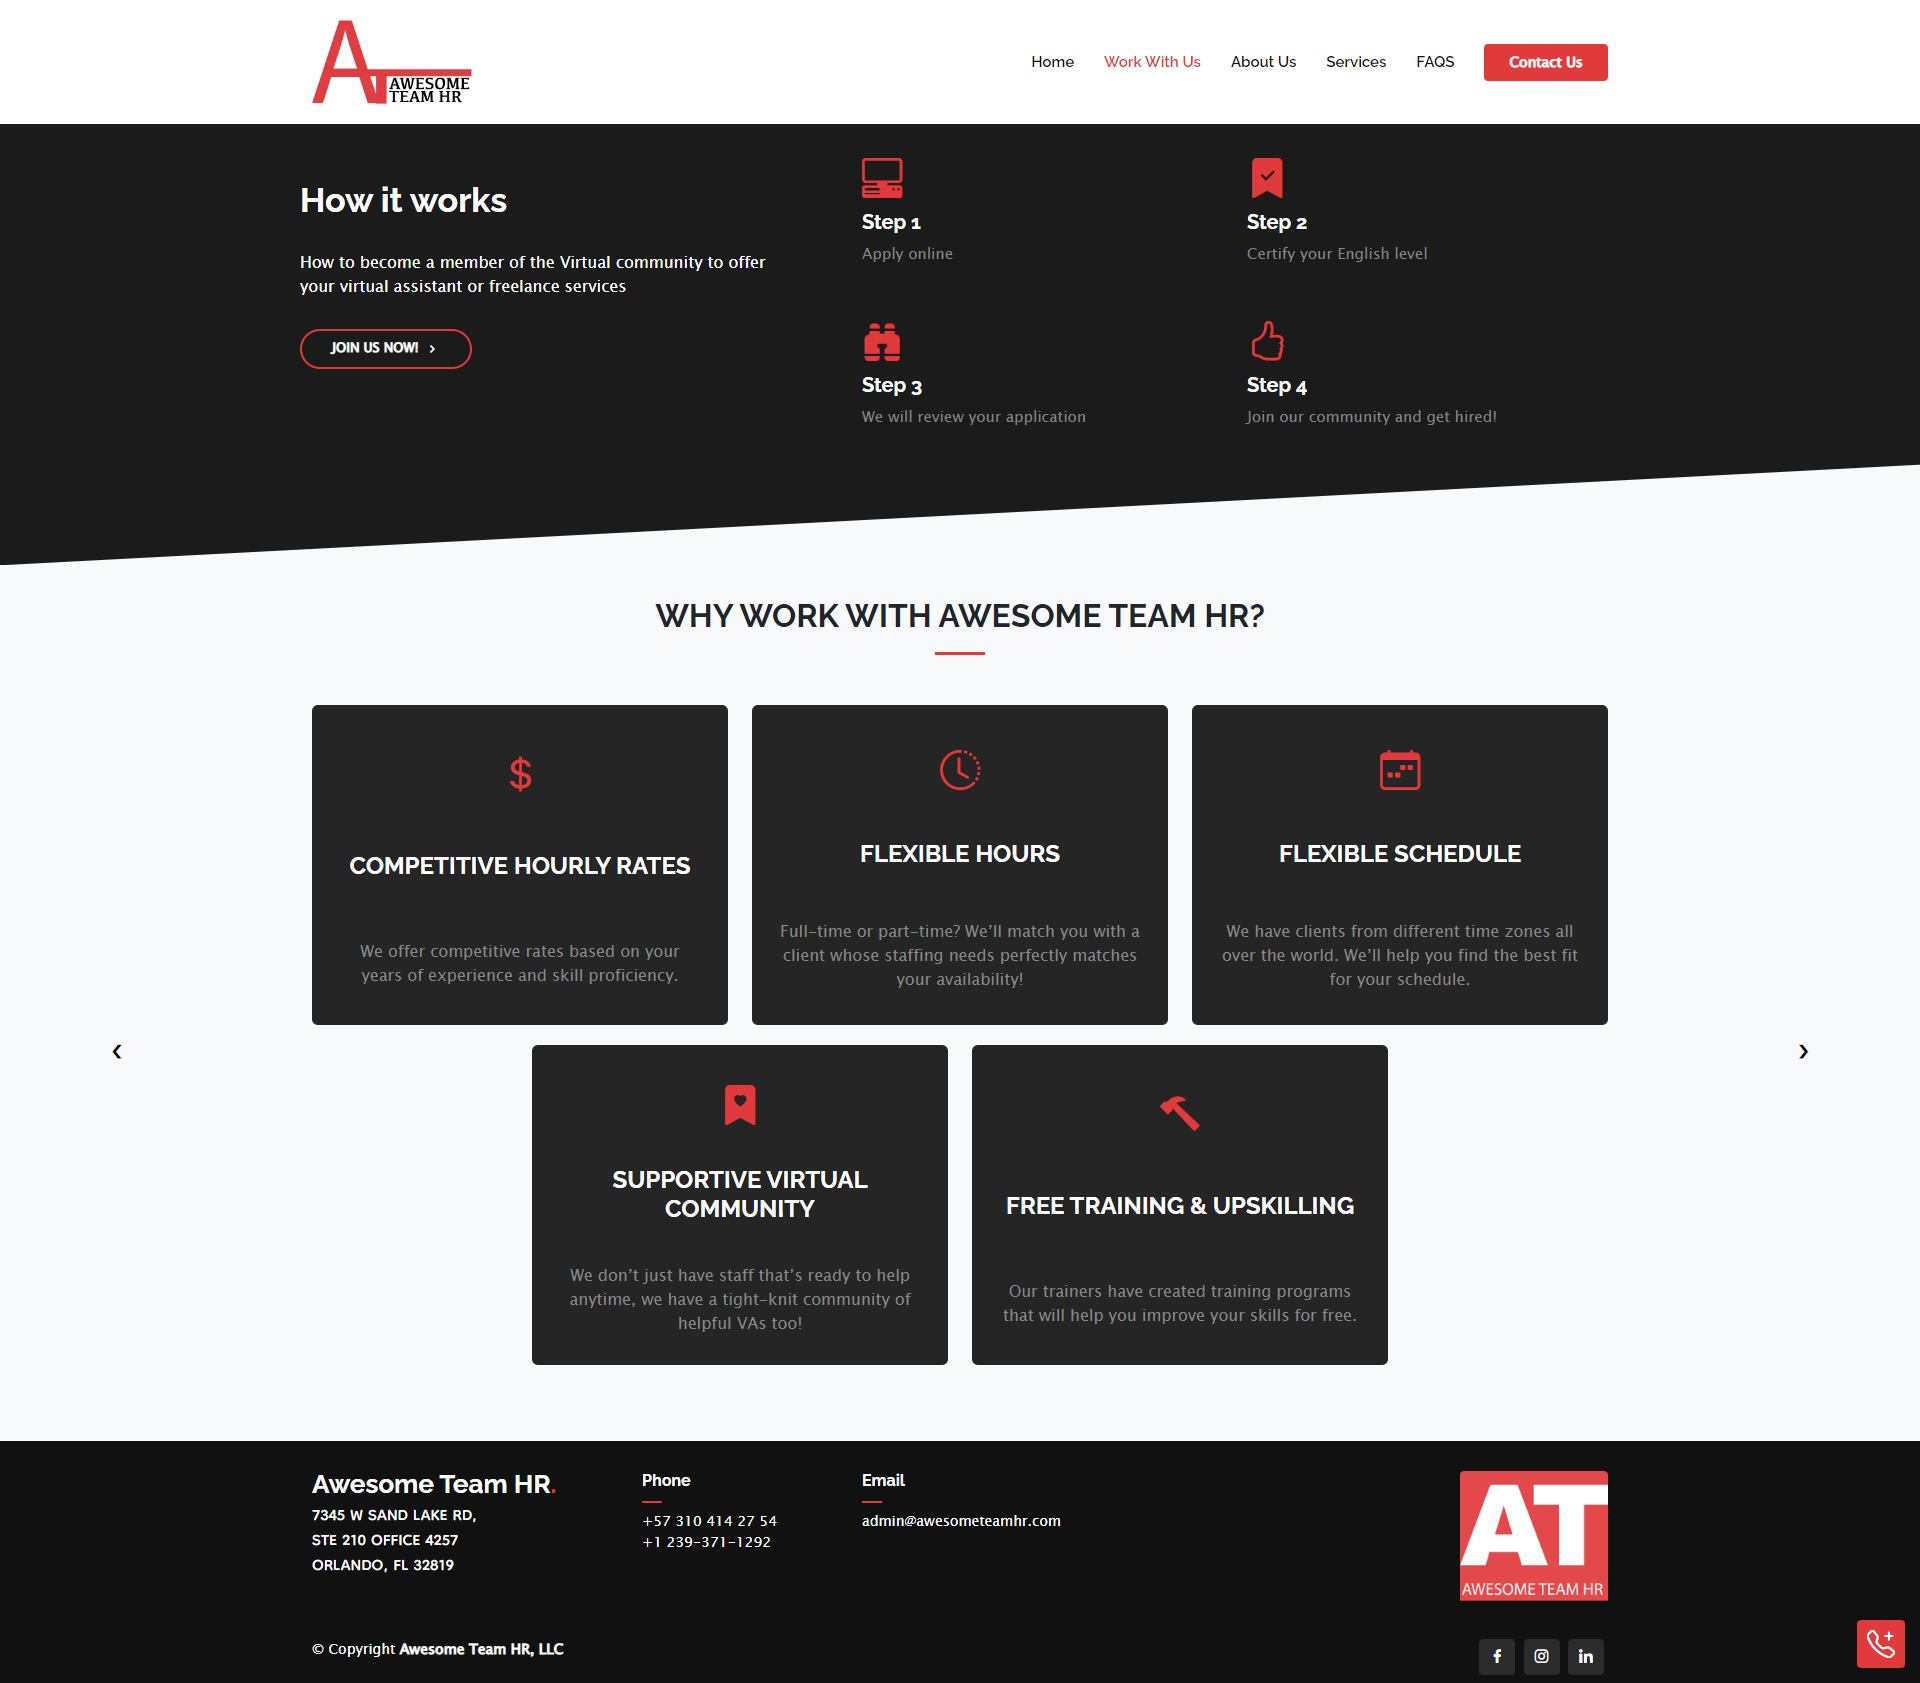 AWESOME
TEAM HR
Home
Work With Us
About Us
Services
FAQS
Contact Us
How it works
How to become a member of the Virtual community to offer
your virtual assistant or freelance services
JOIN US NOW!
Step 1
Apply online
Step 2
Certify your English level
Step 3
We will review your application
Step 4
Join our community and get hired!
WHY WORK WITH AWESOME TEAM HR?
$
COMPETITIVE HOURLY RATES
We offer competitive rates based on your
years of experience and skill proficiency.
FLEXIBLE HOURS
Full-time or part-time? We’ll match you with a
client whose staffing needs perfectly matches
your availability!
FLEXIBLE SCHEDULE
We have clients from different time zones all
over the world. We’ll help you find the best fit
for your schedule.
SUPPORTIVE VIRTUAL
COMMUNITY
We don’t just have staff that’s ready to help
anytime, we have a tight-knit community of
helpful VAs too!
FREE TRAINING & UPSKILLING
Our trainers have created training programs
that will help you improve your skills for free.
Awesome Team HR.
7345 W SAND LAKE RD,
STE 210 OFFICE 4257
ORLANDO, FL 32819
Phone
+57 310 414 27 54
+1 239-371-1292
Email
admin@awesometeamhr.com
AT
AWESOME TEAM HR
© Copyright Awesome Team HR, LLC